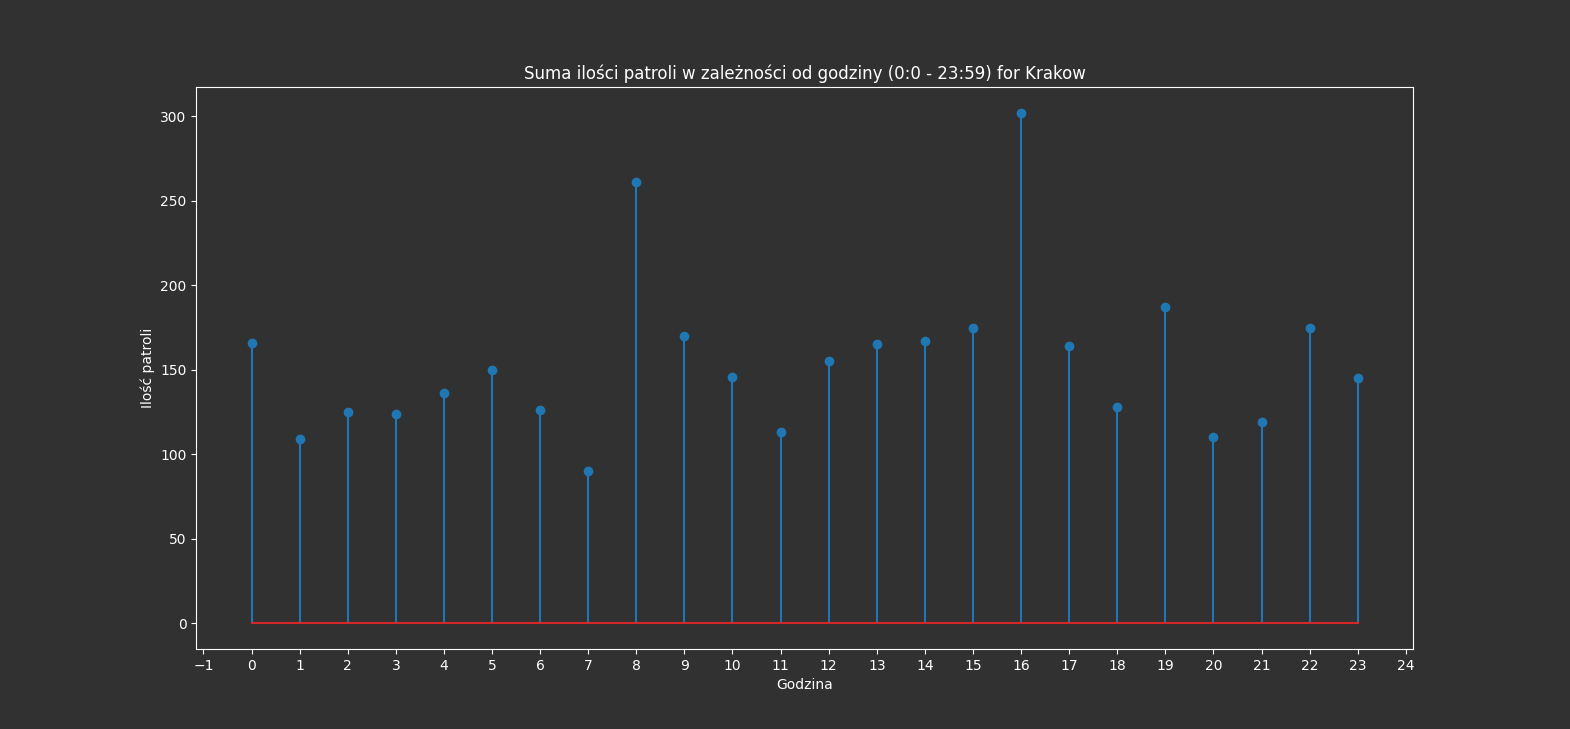 Suma ilości patroli w zależności od godziny (0:0 - 23:59) for Krakow
300
250
200
150
100
50
0
Ilość patroli
−1 0 1 2 3 4 5 6 7 8 9 10 11 12 13 14 15 16 17 18 19 20 21 22 23 24
Godzina